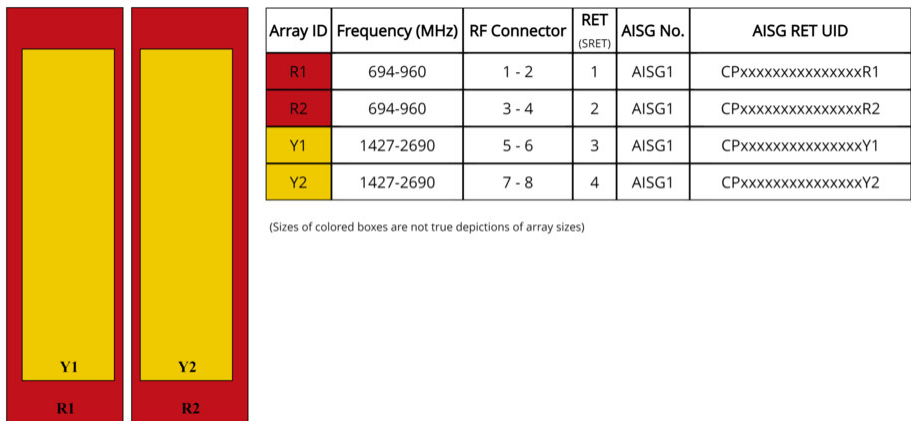 Array ID Frequency (MHz) RF Connector RET (SRET) AISG No. AISG RET UID
R1 694-960 1 - 2 1 AISG1 CPxxxxxxxxxxxxxxxR1
R2 694-960 3 - 4 2 AISG1 CPxxxxxxxxxxxxxxxR2
Y1 1427-2690 5 - 6 3 AISG1 CPxxxxxxxxxxxxxxxY1
Y2 1427-2690 7 - 8 4 AISG1 CPxxxxxxxxxxxxxxxY2
(Sizes of colored boxes are not true depictions of array sizes)
Y1 Y2
R1 R2